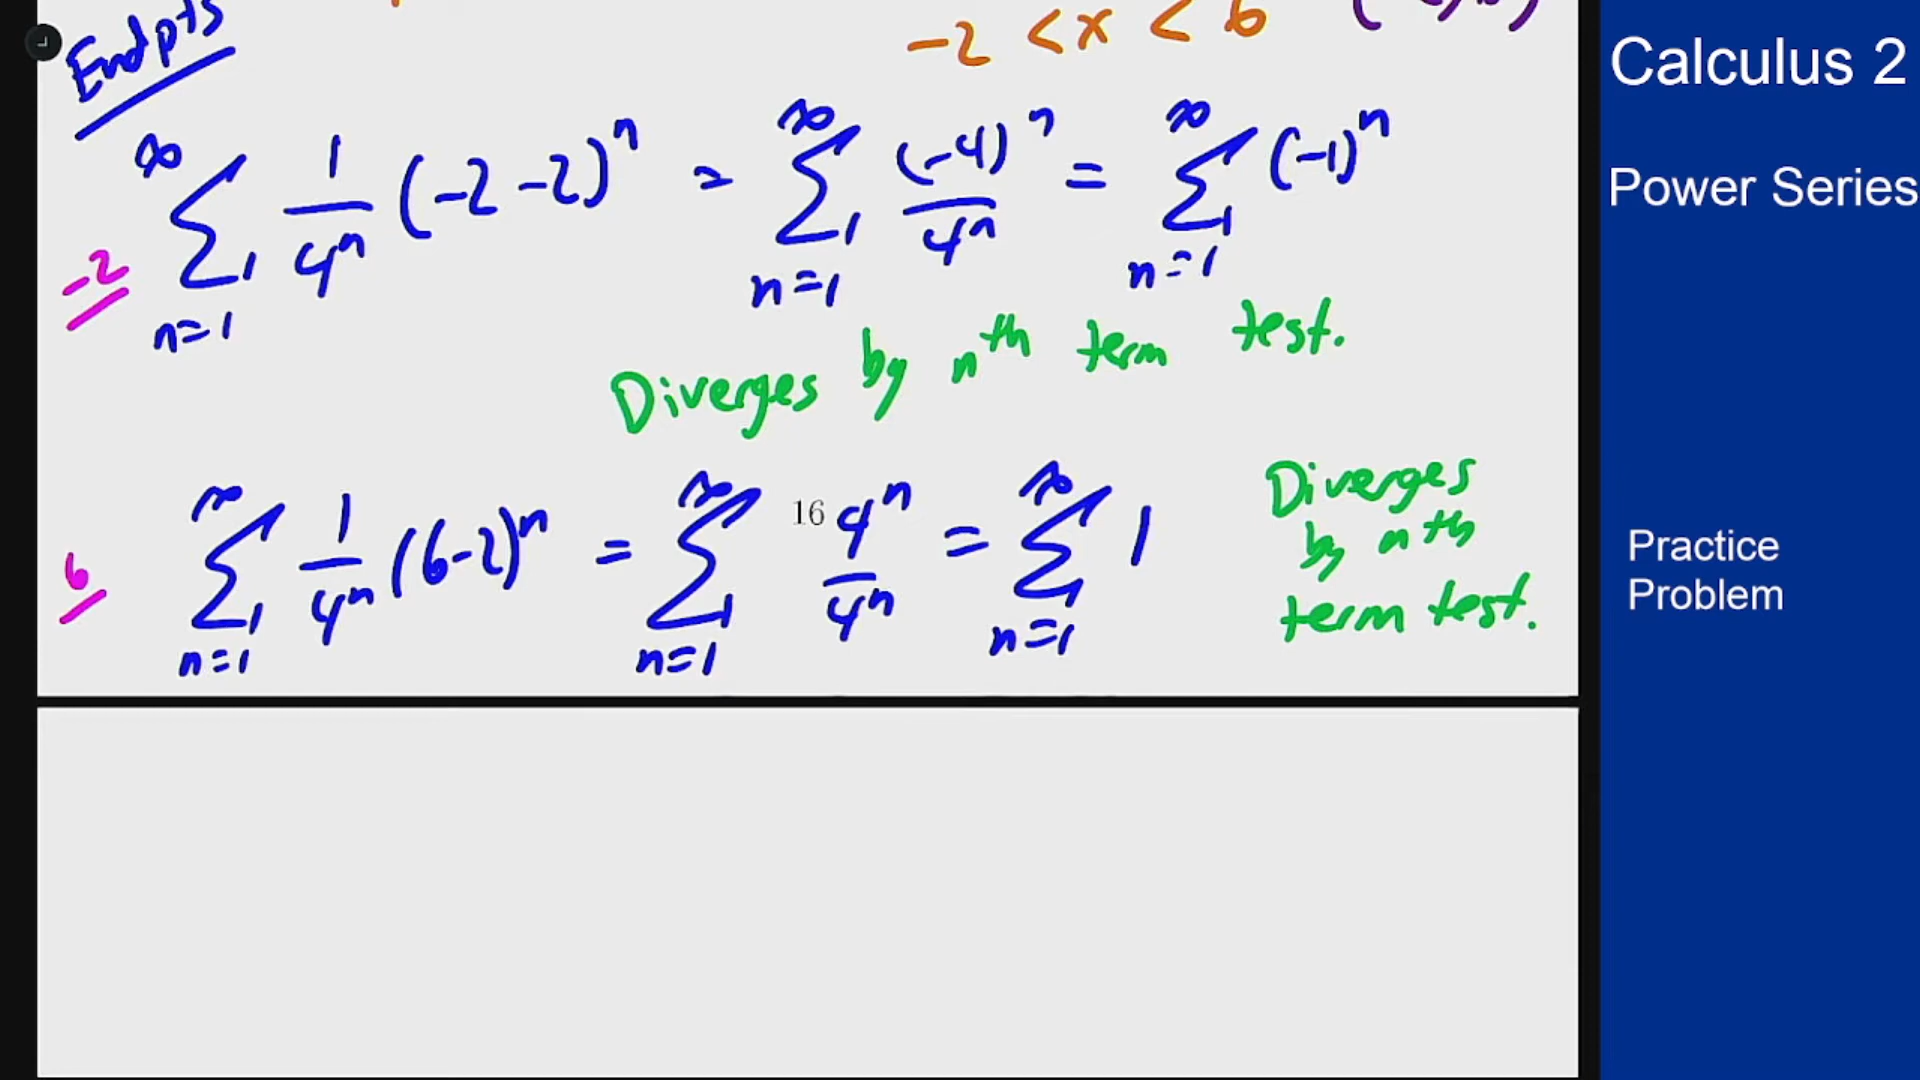 Endpts
-2 < x < 6
-2 ∞ ∑ n=1 1/4^n (-2-2)^n = ∞ ∑ n=1 (-4)^n/4^n = ∞ ∑ n=1 (-1)^n
Diverges by n^th term test.
6 ∞ ∑ n=1 1/4^n (6-2)^n = ∞ ∑ n=1 4^n/4^n = ∞ ∑ n=1 1
16
Diverges
by n^th
term test.
Calculus 2
Power Series
Practice
Problem